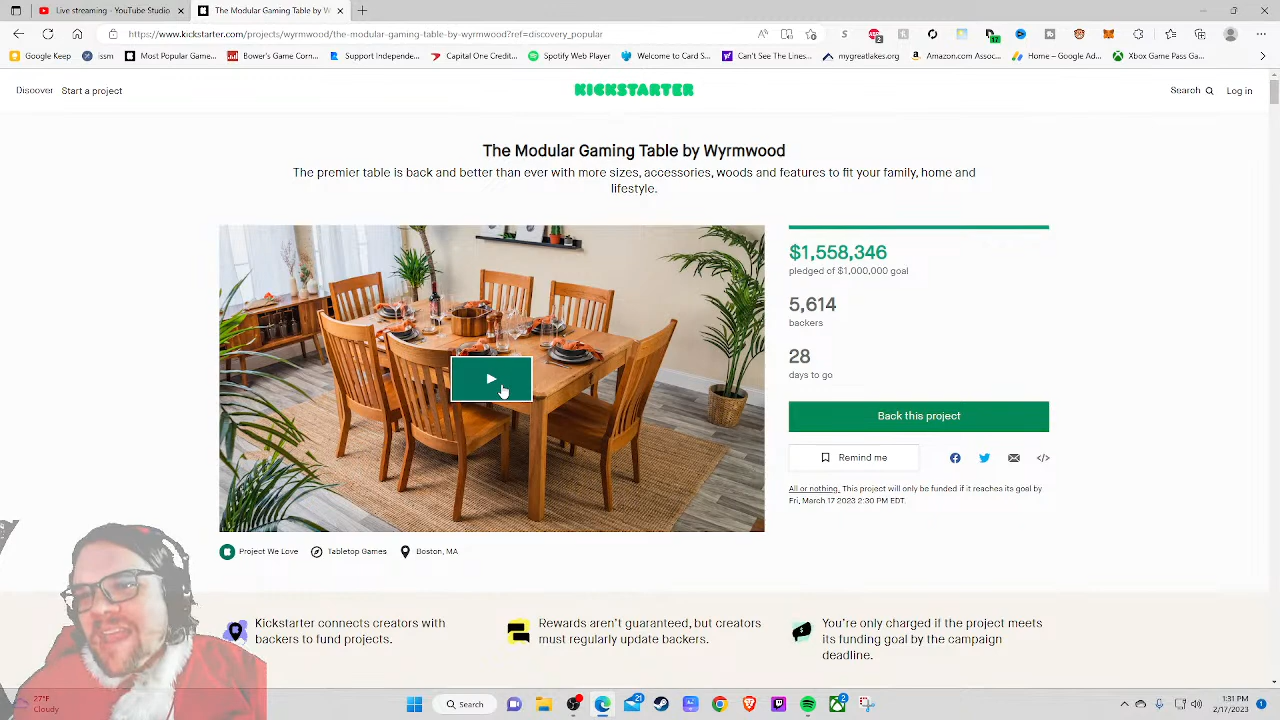 Live streaming - YouTube Studio
The Modular Gaming Table by W
https://www.kickstarter.com/projects/wyrmwood/the-modular-gaming-table-by-wyrmwood?ref=discovery_popular
Google Keep
ism
Most Popular Game...
Bower's Game Corn...
Support Tickets: Dis...
Capital One Credit...
Spotify Web Player
Welcome to Card S...
Can't See The Lines...
mygreatlakes.org
Amazon.com Assoc...
Home – Google Ad...
Xbox Game Pass Ga...
Discover
Start a project
KICKSTARTER
Search
Log in
The Modular Gaming Table by Wyrmwood
The premier table is back and better than ever with more sizes, accessories, woods and features to fit your family, home and
lifestyle.
$1,558,346
pledged of $1,000,000 goal
5,614
backers
28
days to go
Back this project
Remind me
All or nothing. This project will only be funded if it reaches its goal by
Fri, March 17 2023 2:30 PM EDT.
Project We Love
Tabletop Games
Boston, MA
Kickstarter connects creators with
backers to fund projects.
Rewards aren't guaranteed, but creators
must regularly update backers.
You're only charged if the project meets
its funding goal by the campaign
deadline.
27°F
Cloudy
Search
21
2
1:31 PM
2/17/2023